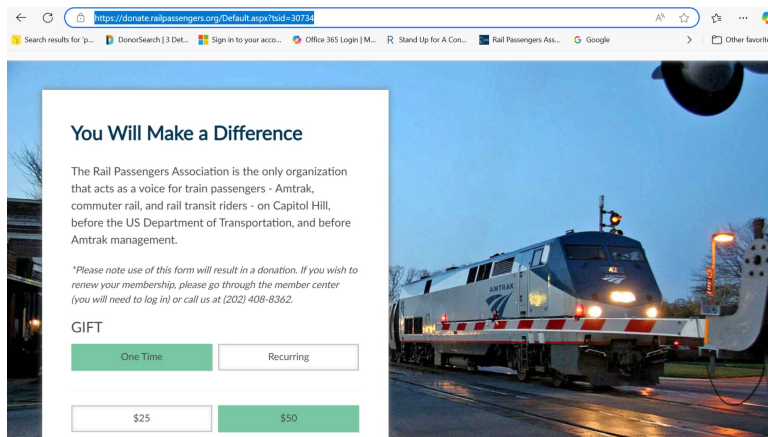 https://donate.railpassengers.org/Default.aspx?tsid=30734
Search results for 'p... DonorSearch | 3 Det... Sign in to your acco... Office 365 Login | M... R Stand Up for A Con... Rail Passengers Ass... Google Other favorite
You Will Make a Difference
The Rail Passengers Association is the only organization
that acts as a voice for train passengers - Amtrak,
commuter rail, and rail transit riders - on Capitol Hill,
before the US Department of Transportation, and before
Amtrak management.
*Please note use of this form will result in a donation. If you wish to
renew your membership, please go through the member center
(you will need to log in) or call us at (202) 408-8362.
GIFT
One Time Recurring
$25 $50
42
AMTRAK